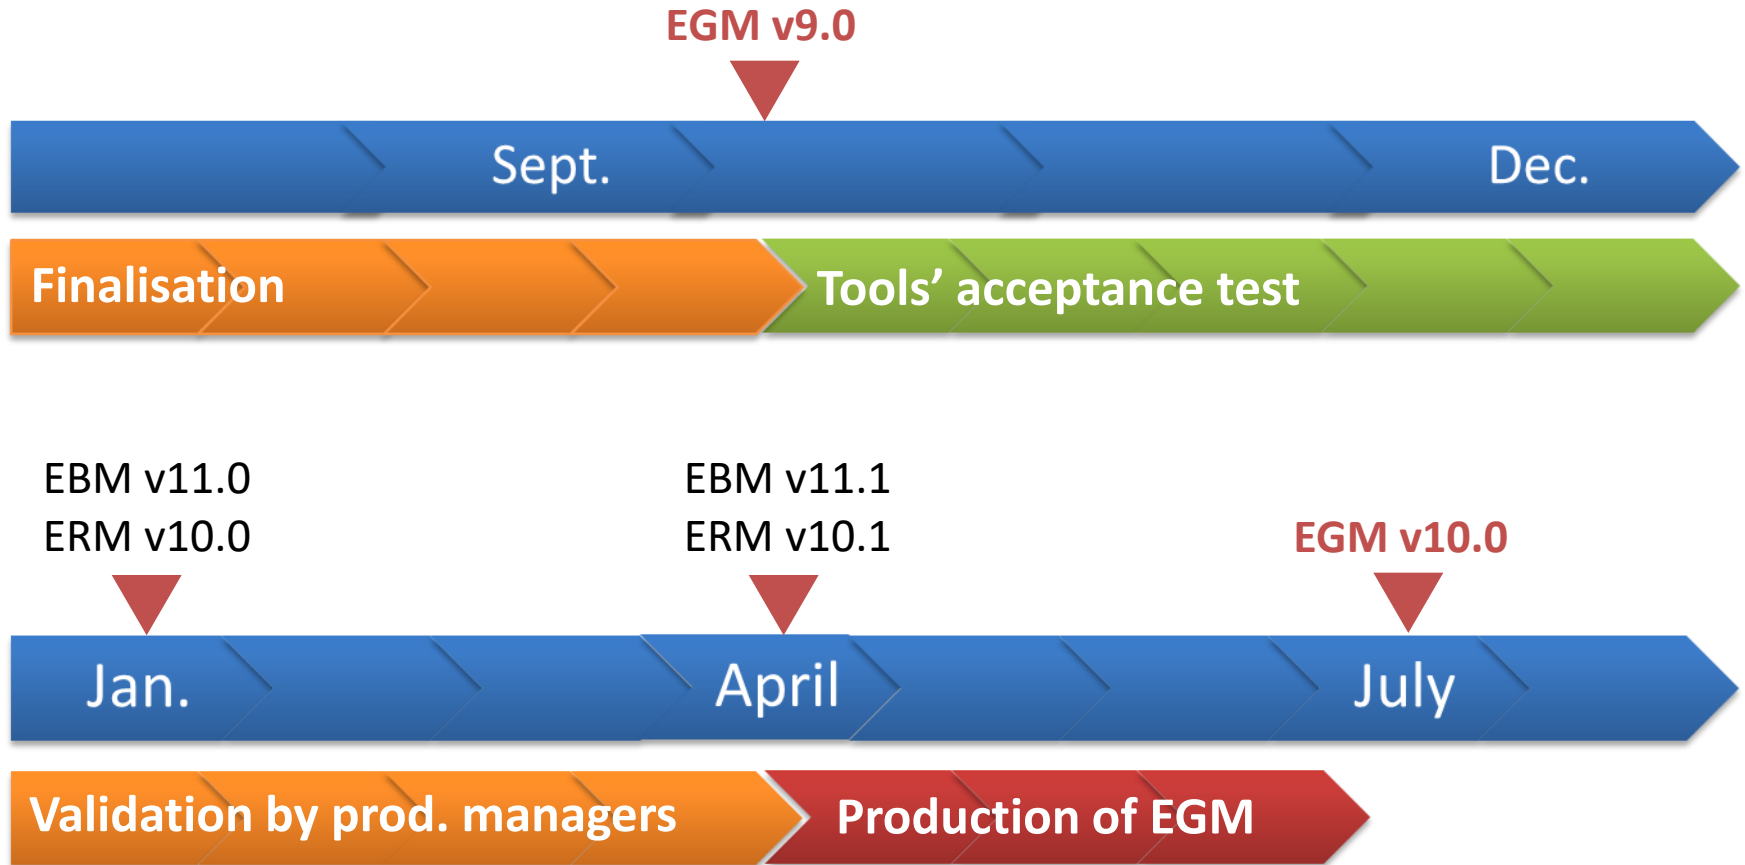 EGM v9.0
Sept.
Dec.
Finalisation
Tools’ acceptance test
EBM v11.0
ERM v10.0
EBM v11.1
ERM v10.1
EGM v10.0
Jan.
April
July
Validation by prod. managers
Production of EGM